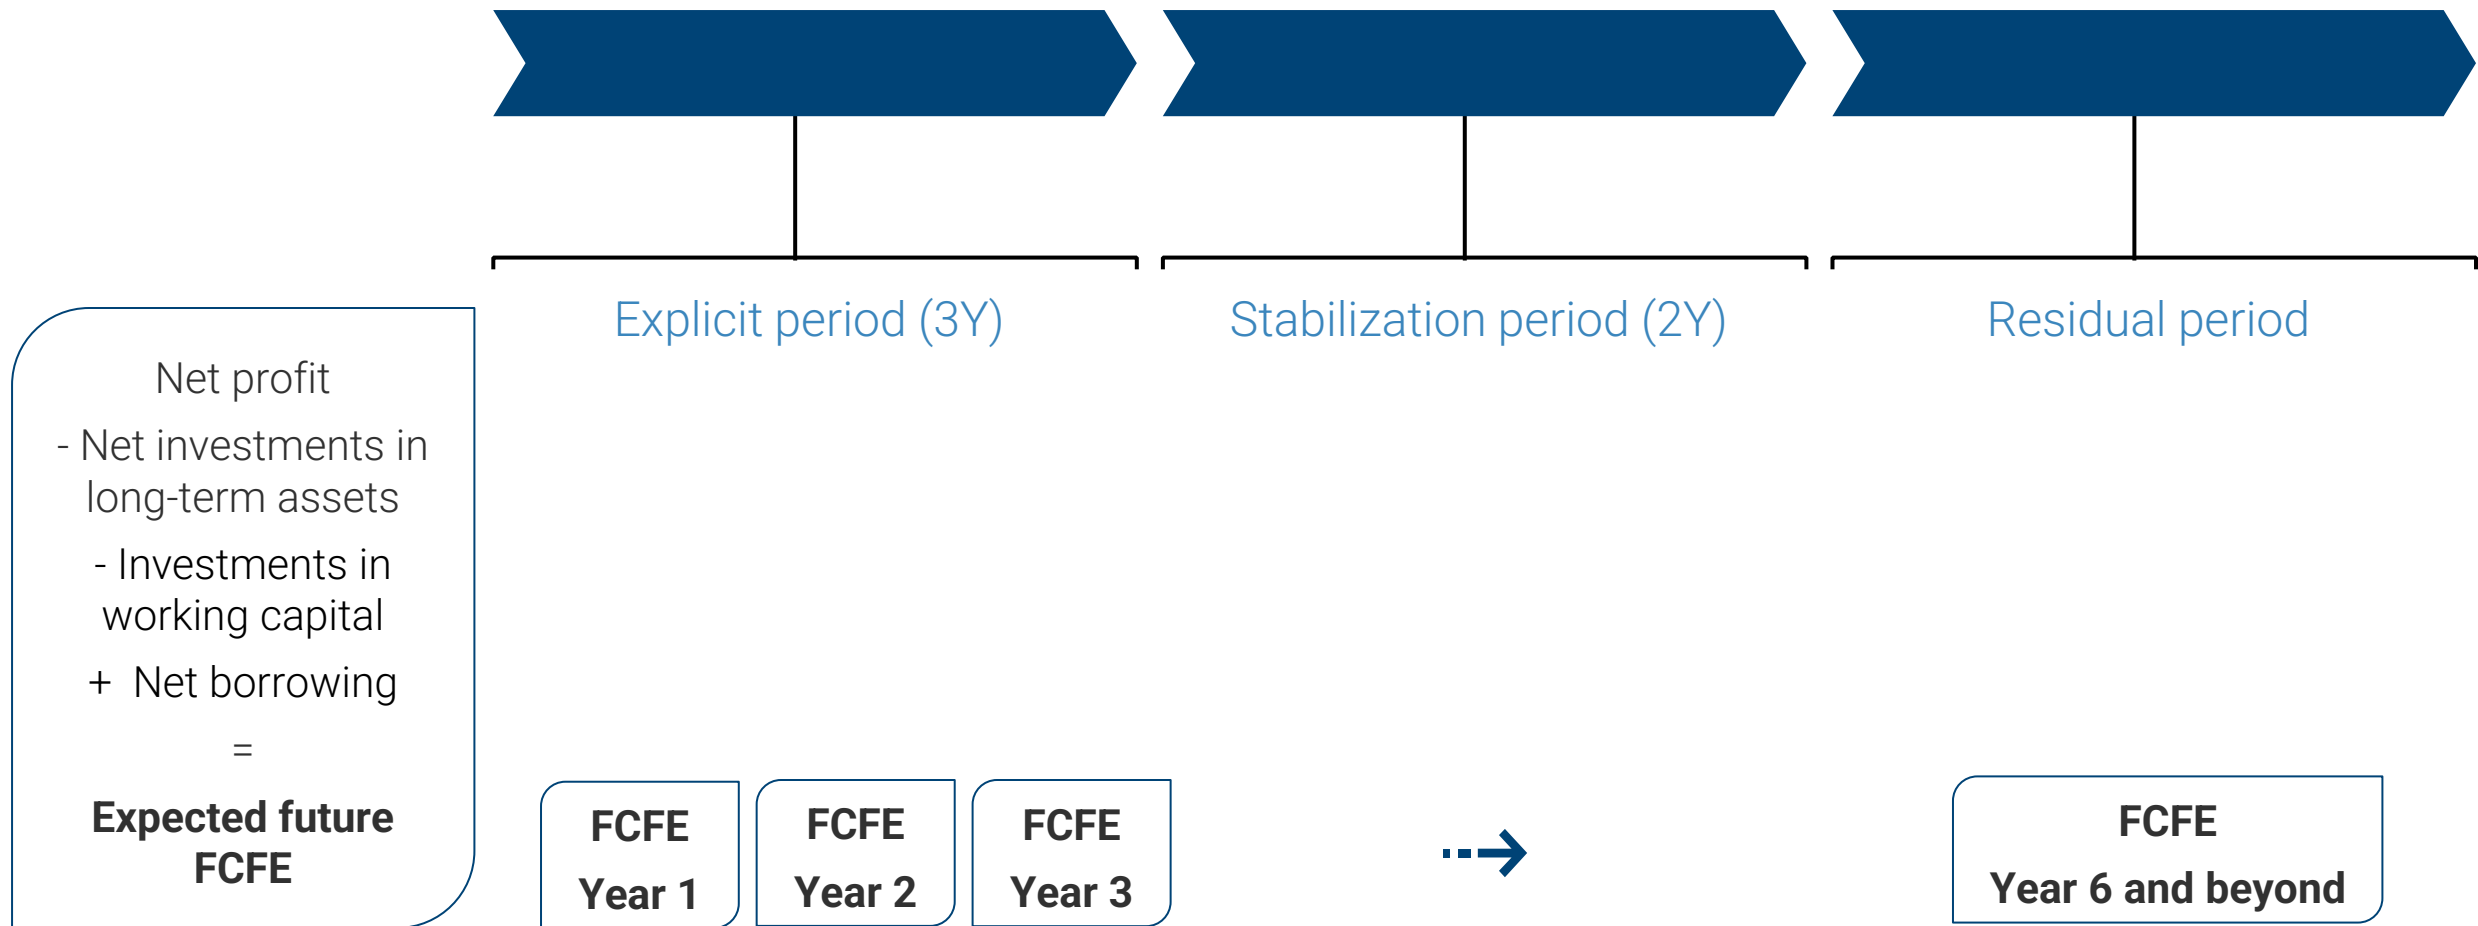 Explicit period (3Y)
Stabilization period (2Y)
Residual period
Net profit
- Net investments in
long-term assets
- Investments in
working capital
+ Net borrowing
=
Expected future
FCFE
FCFE
Year 1
FCFE
Year 2
FCFE
Year 3
FCFE
Year 6 and beyond